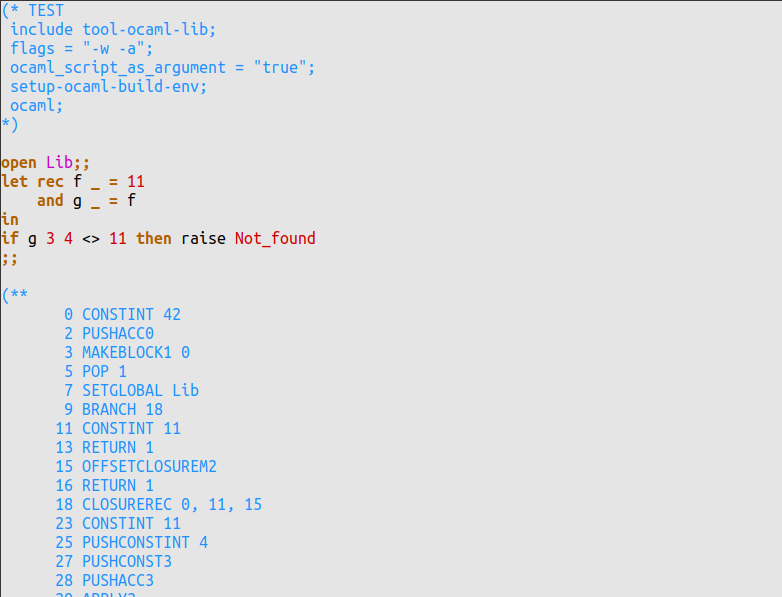 (* TEST
 include tool-ocaml-lib;
 flags = "-w -a";
 ocaml_script_as_argument = "true";
 setup-ocaml-build-env;
 ocaml;
*)

open Lib;;
let rec f _ = 11
    and g _ = f
in
if g 3 4 <> 11 then raise Not_found
;;

(**
       0 CONSTINT 42
       2 PUSHACC0
       3 MAKEBLOCK1 0
       5 POP 1
       7 SETGLOBAL Lib
       9 BRANCH 18
      11 CONSTINT 11
      13 RETURN 1
      15 OFFSETCLOSUREM2
      16 RETURN 1
      18 CLOSUREREC 0, 11, 15
      23 CONSTINT 11
      25 PUSHCONSTINT 4
      27 PUSHCONST3
      28 PUSHACC3